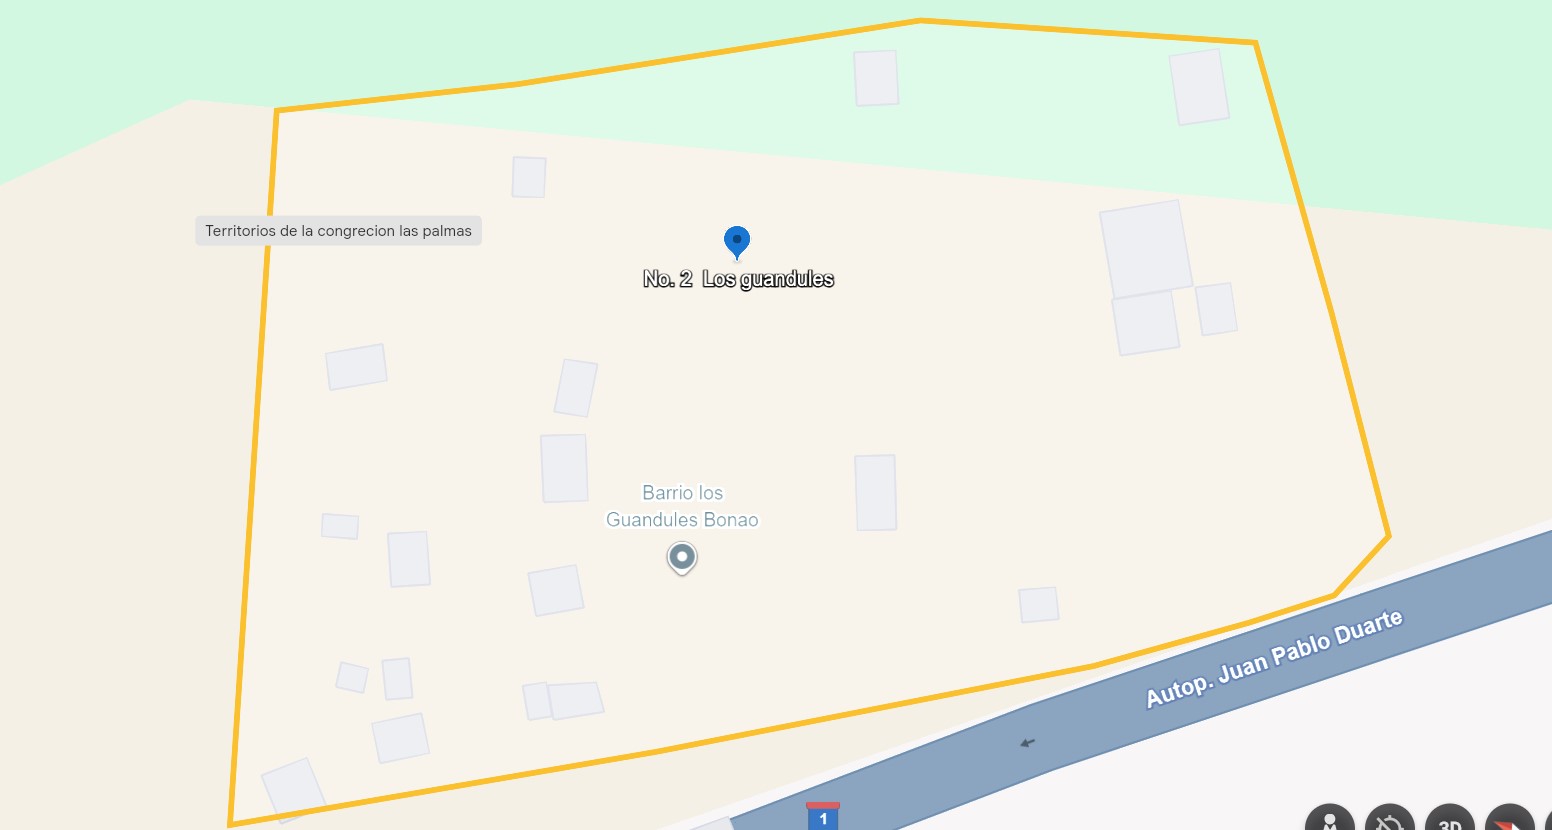 Territorios de la congrecion las palmas
No. 2 Los guandules
Barrio los
Guandules Bonao
Autop. Juan Pablo Duarte
1
3D